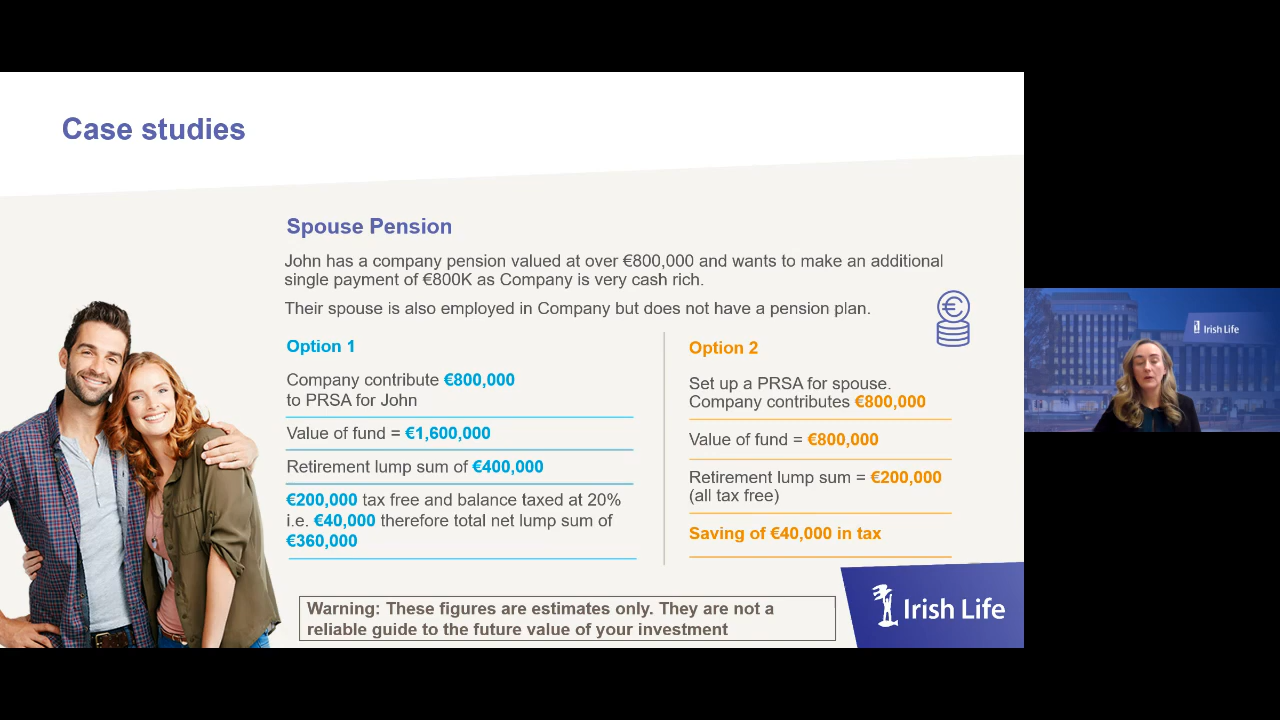 Case studies
Spouse Pension
John has a company pension valued at over €800,000 and wants to make an additional
single payment of €800K as Company is very cash rich.
Their spouse is also employed in Company but does not have a pension plan.
Option 1
Company contribute €800,000
to PRSA for John
Value of fund = €1,600,000
Retirement lump sum of €400,000
€200,000 tax free and balance taxed at 20%
i.e. €40,000 therefore total net lump sum of
€360,000
Option 2
Set up a PRSA for spouse.
Company contributes €800,000
Value of fund = €800,000
Retirement lump sum = €200,000
(all tax free)
Saving of €40,000 in tax
Warning: These figures are estimates only. They are not a
reliable guide to the future value of your investment
Irish Life
Irish Life